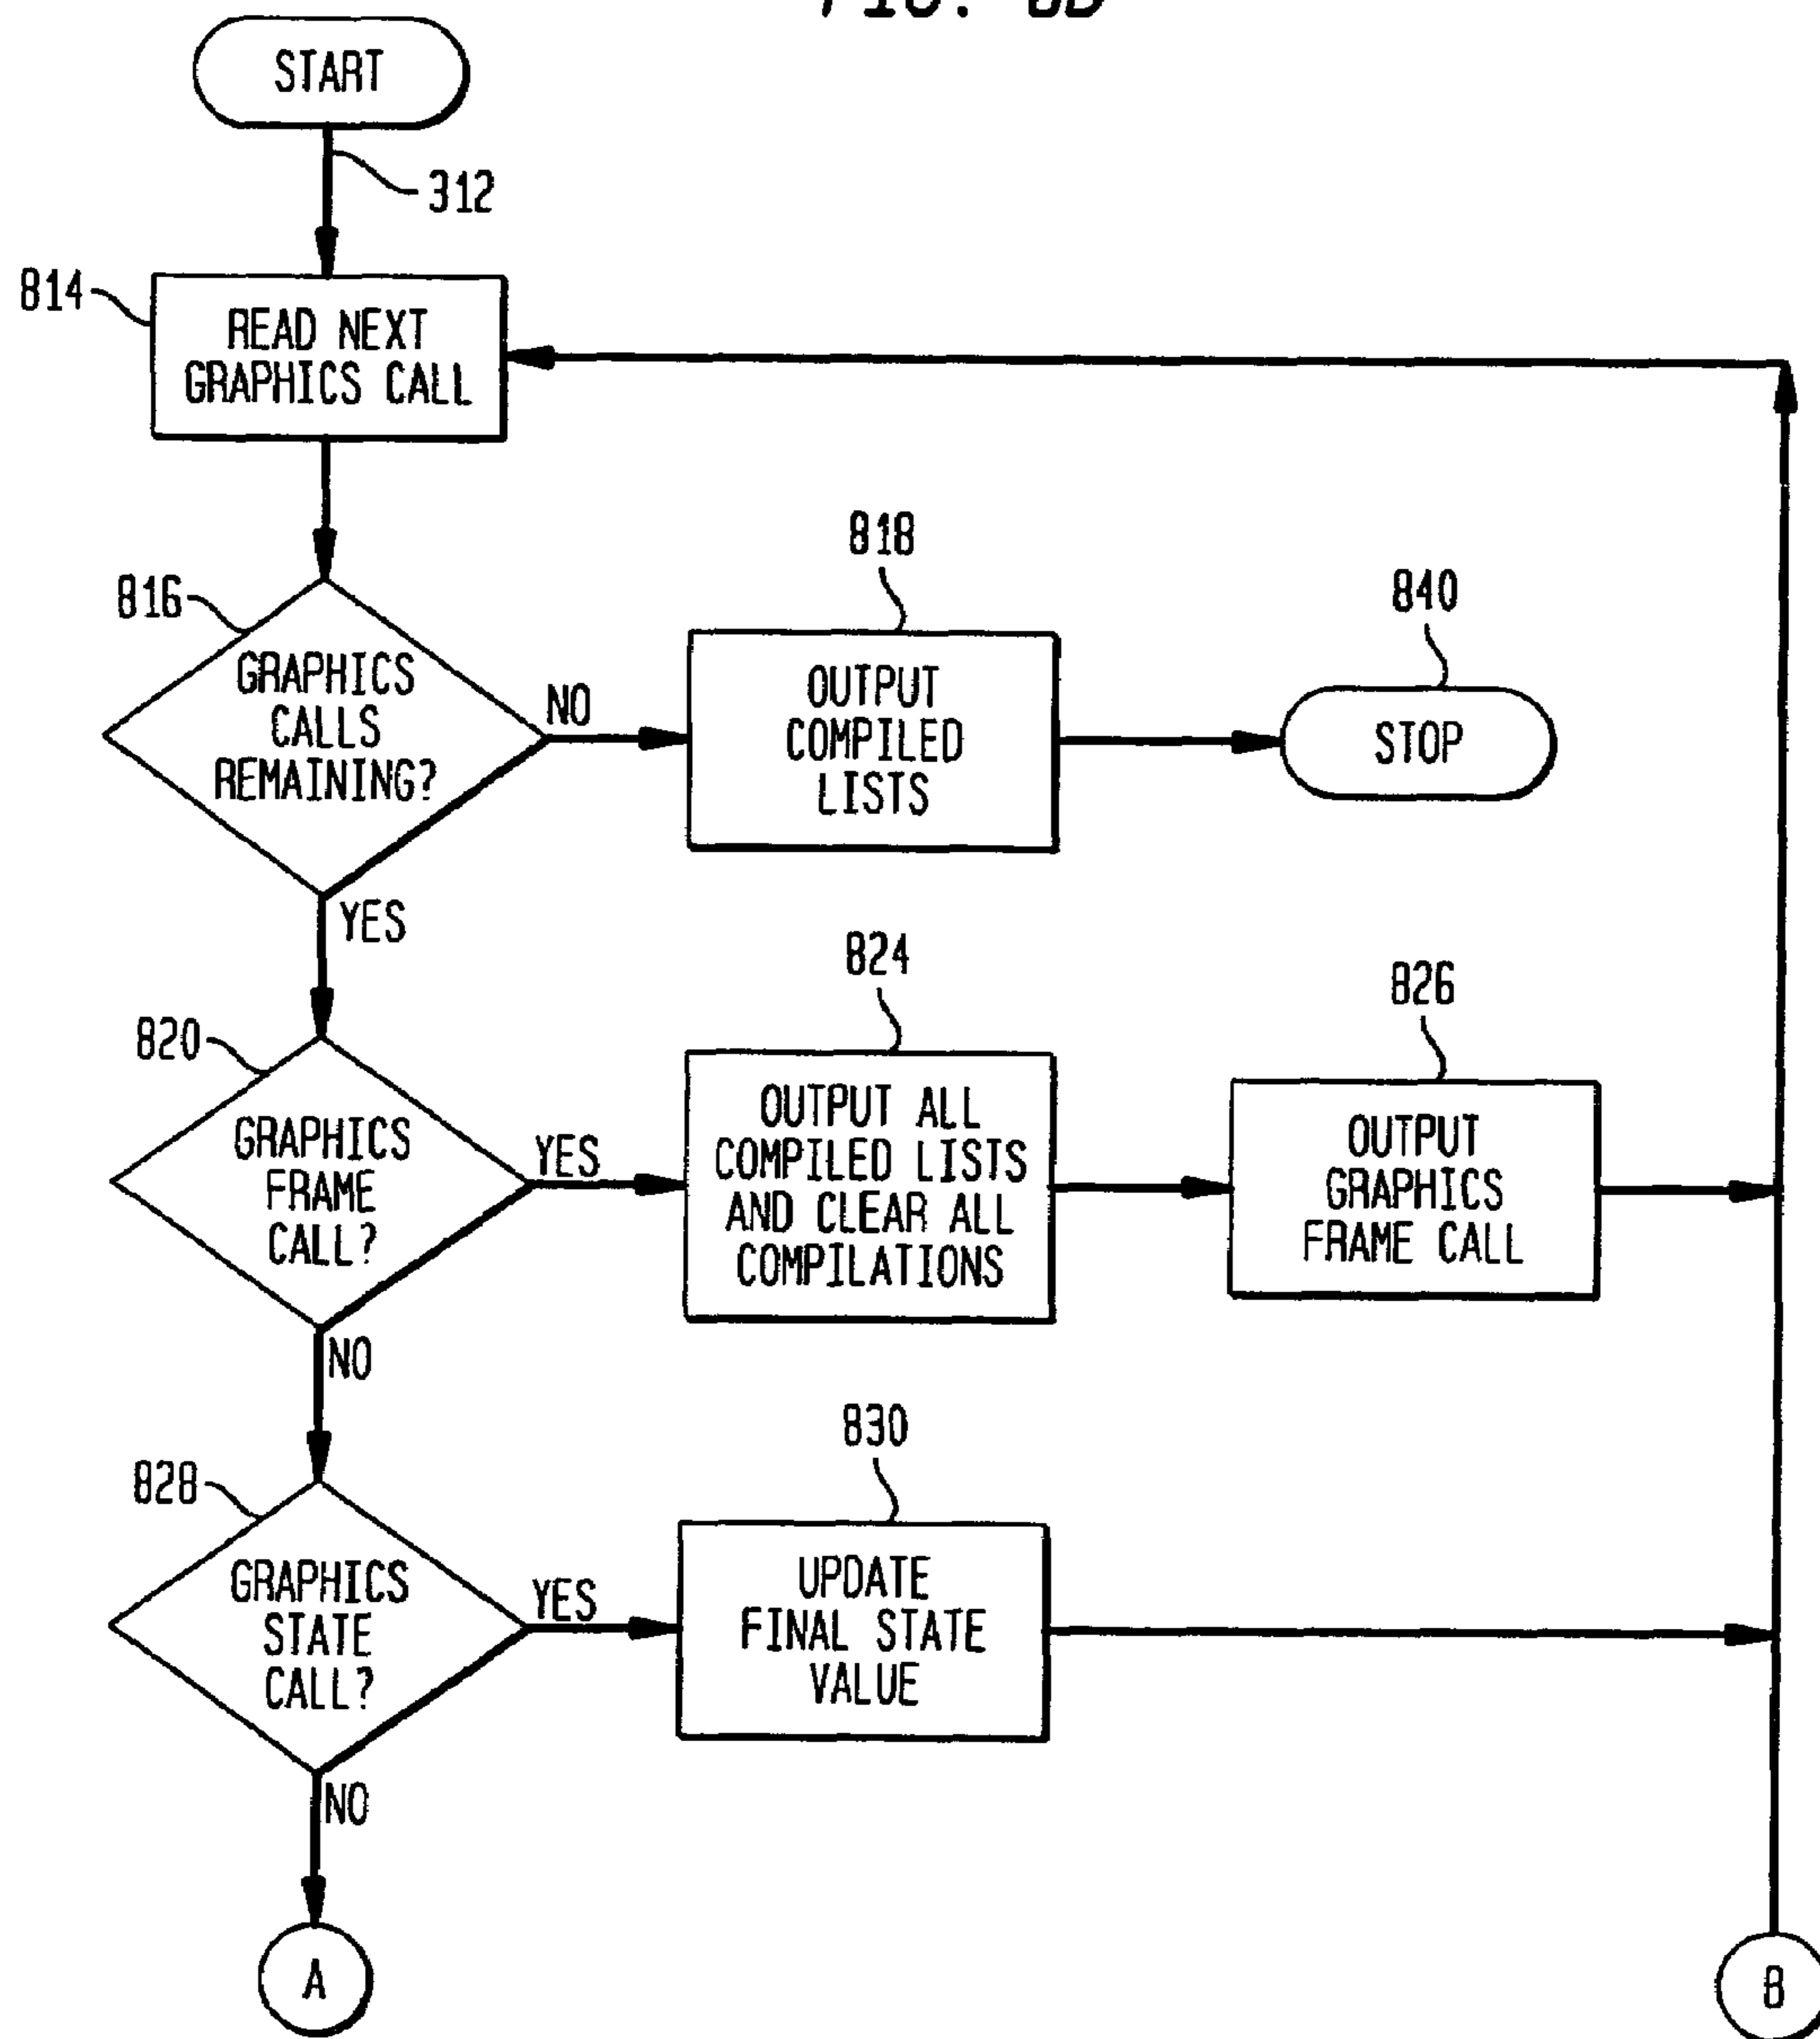 START
312
814
READ NEXT
GRAPHICS CALL
816
GRAPHICS
CALLS
REMAINING?
NO
YES
818
OUTPUT
COMPILED
LISTS
840
STOP
820
GRAPHICS
FRAME
CALL?
YES
NO
824
OUTPUT ALL
COMPILED LISTS
AND CLEAR ALL
COMPILATIONS
826
OUTPUT
GRAPHICS
FRAME CALL
828
GRAPHICS
STATE
CALL?
YES
NO
830
UPDATE
FINAL STATE
VALUE
A
B